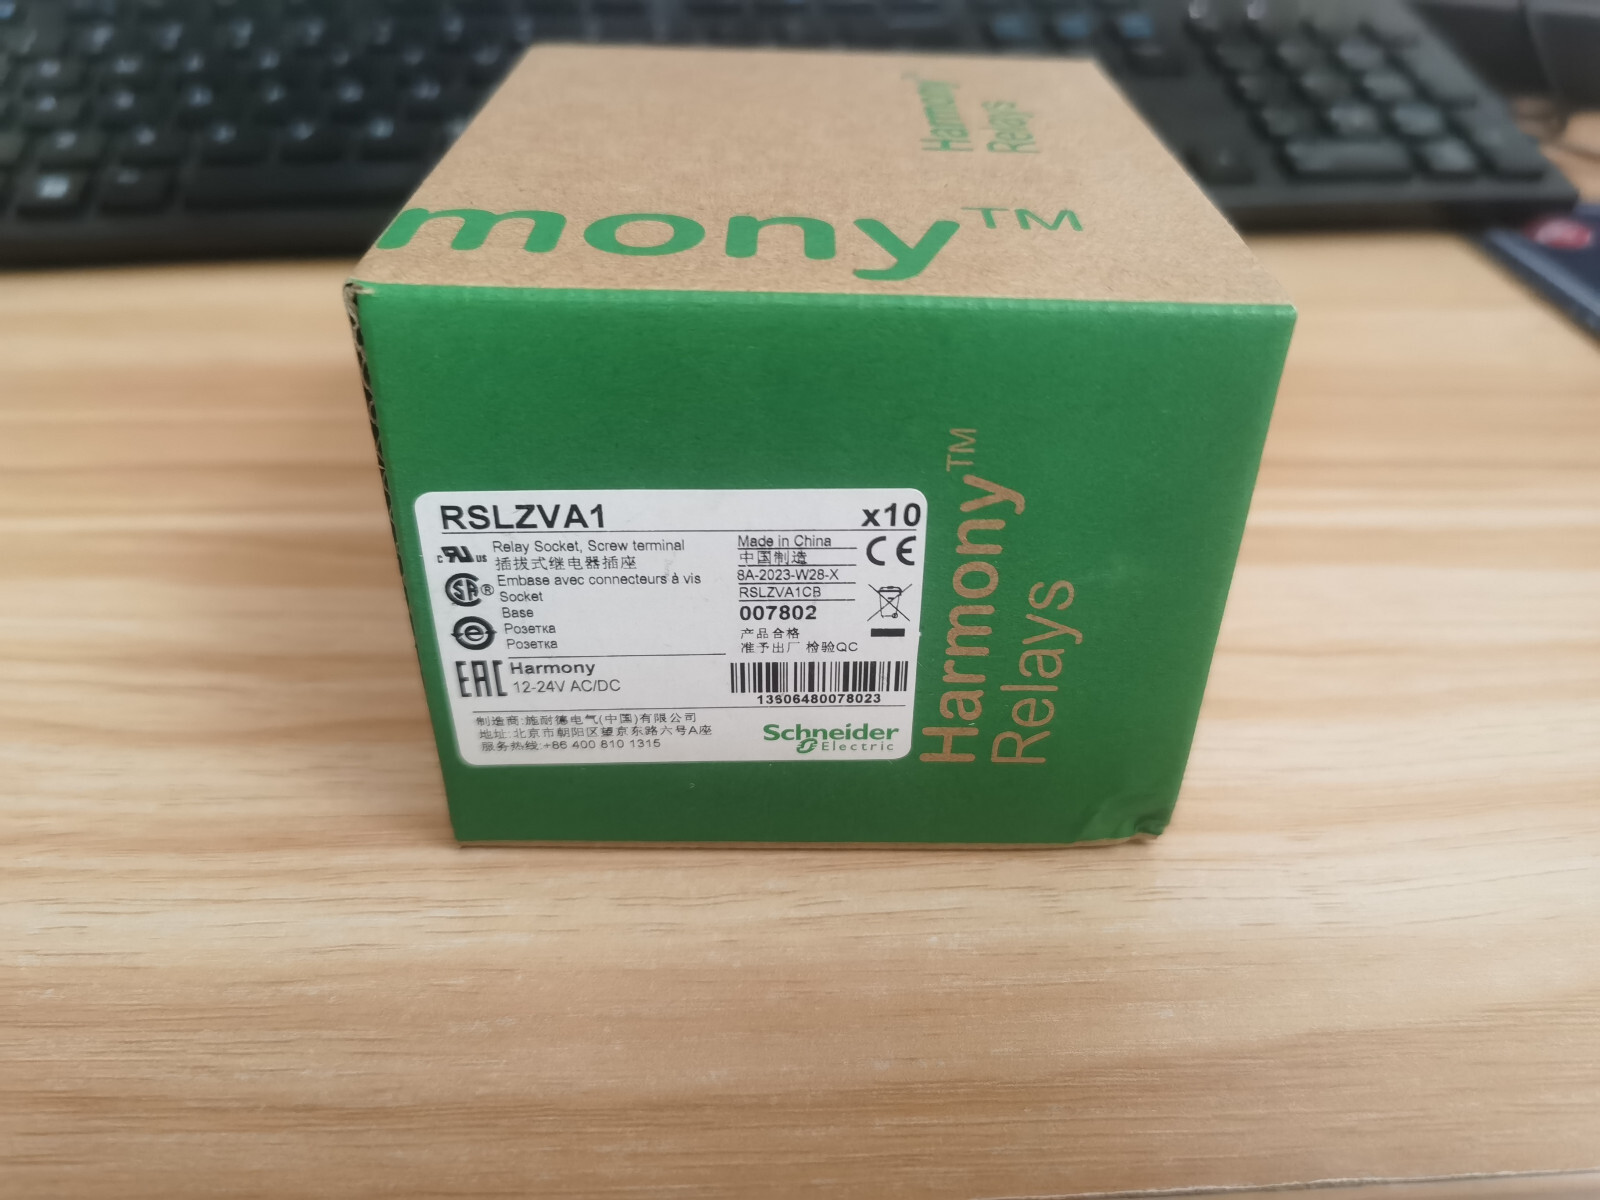 Harmony™
Relays
mony™
RSLZVA1
x10
Relay Socket, Screw terminal
插拔式继电器插座
Embase avec connecteurs à vis
Socket
Base
Розетка
Розетка
Harmony
12-24V AC/DC
Made in China
中国制造
8A-2023-W28-X
RSLZVA1CB
007802
产品合格
准予出厂 检验QC
13606480078023
c RU us
SA®
e
EAC
CE
制造商:施耐德电气(中国)有限公司
地址:北京市朝阳区望京东路六号A座
服务热线:+86 400 810 1315
Schneider
Electric
Harmony™
Relays